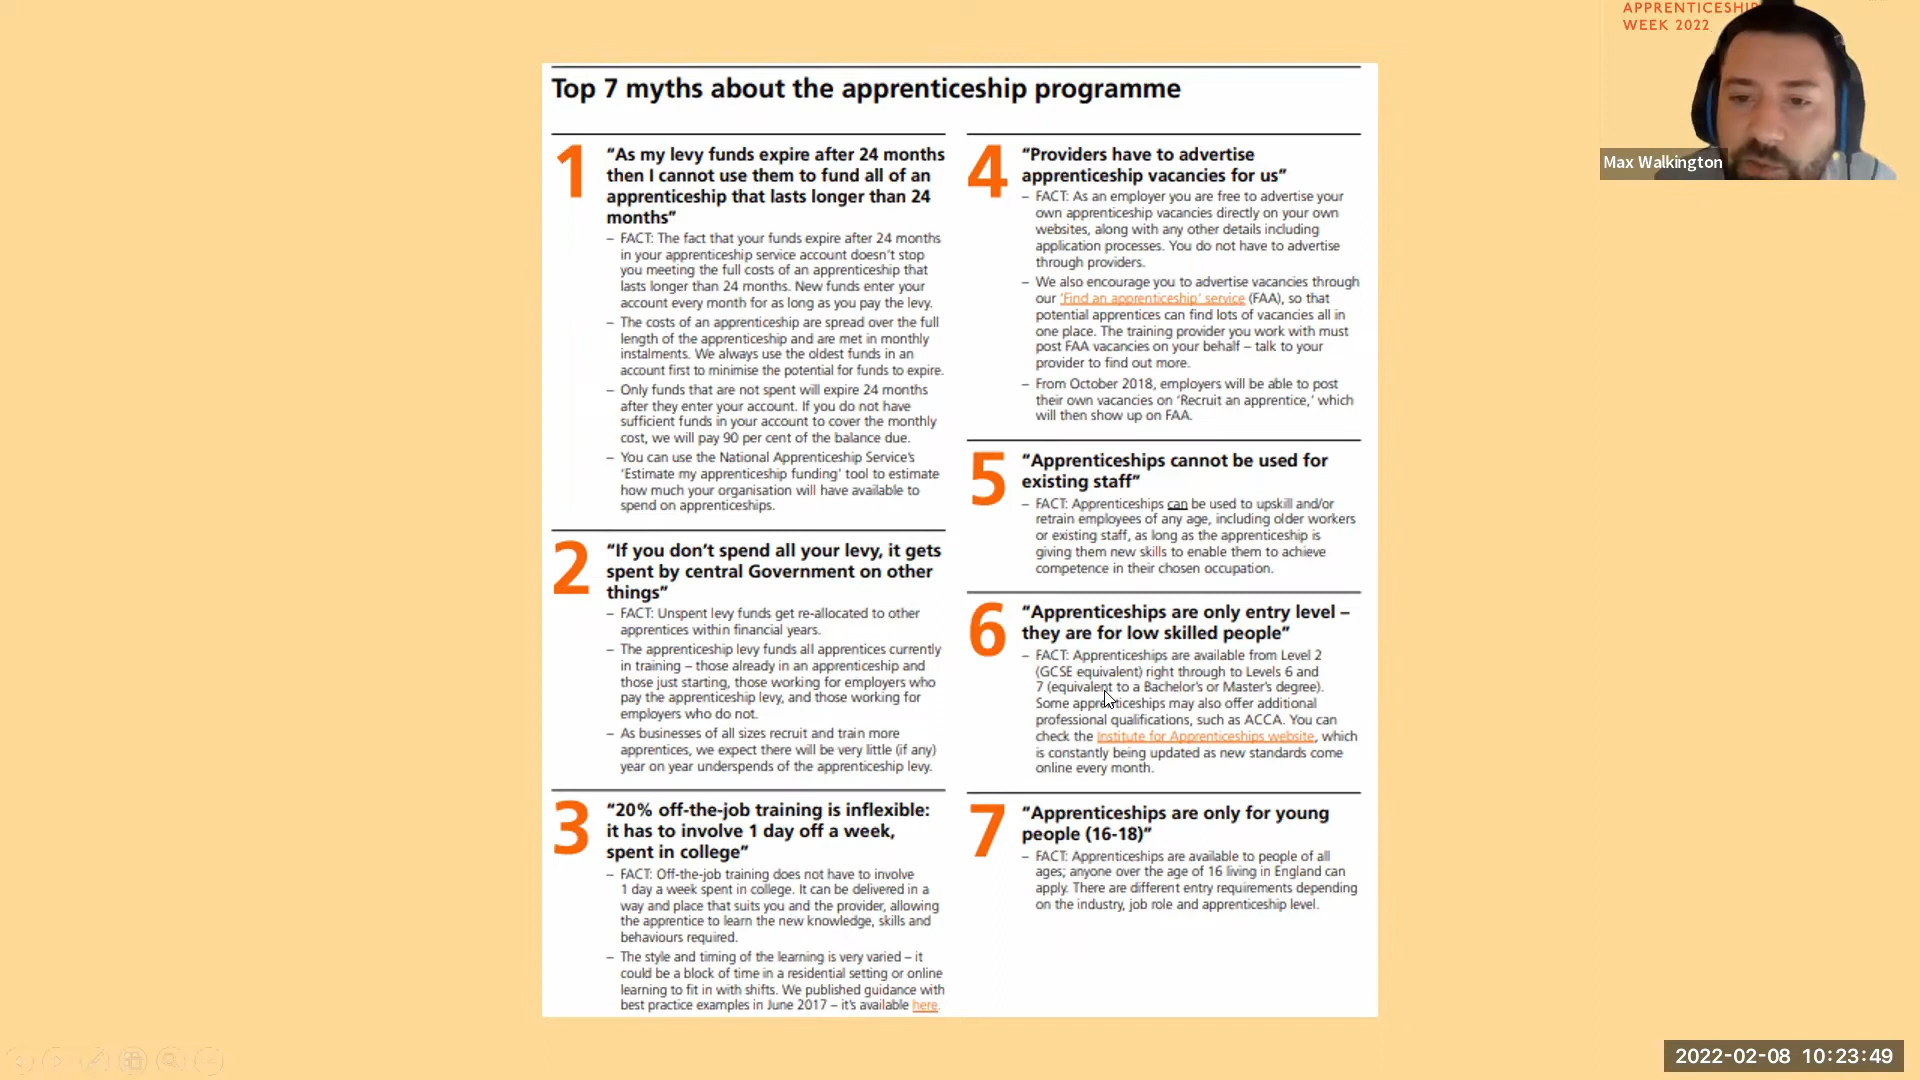 APPRENTICESHIP
WEEK 2022
Max Walkington
Top 7 myths about the apprenticeship programme
1
“As my levy funds expire after 24 months
then I cannot use them to fund all of an
apprenticeship that lasts longer than 24
months”
– FACT: The fact that your funds expire after 24 months
in your apprenticeship service account doesn’t stop
you meeting the full costs of an apprenticeship that
lasts longer than 24 months. New funds enter your
account every month for as long as you pay the levy.
– The costs of an apprenticeship are spread over the full
length of the apprenticeship and are met in monthly
instalments. We always use the oldest funds in an
account first to minimise the potential for funds to expire.
– Only funds that are not spent will expire 24 months
after they enter your account. If you do not have
sufficient funds in your account to cover the monthly
cost, we will pay 90 per cent of the balance due.
– You can use the National Apprenticeship Service’s
‘Estimate my apprenticeship funding’ tool to estimate
how much your organisation will have available to
spend on apprenticeships.
2
“If you don’t spend all your levy, it gets
spent by central Government on other
things”
– FACT: Unspent levy funds get re-allocated to other
apprentices within financial years.
– The apprenticeship levy funds all apprentices currently
in training – those already in an apprenticeship and
those just starting, those working for employers who
pay the apprenticeship levy, and those working for
employers who do not.
– As businesses of all sizes recruit and train more
apprentices, we expect there will be very little (if any)
year on year underspends of the apprenticeship levy.
3
“20% off-the-job training is inflexible:
it has to involve 1 day off a week,
spent in college”
– FACT: Off-the-job training does not have to involve
1 day a week spent in college. It can be delivered in a
way and place that suits you and the provider, allowing
the apprentice to learn the new knowledge, skills and
behaviours required.
– The style and timing of the learning is very varied – it
could be a block of time in a residential setting or online
learning to fit in with shifts. We published guidance with
best practice examples in June 2017 – it’s available here.
4
“Providers have to advertise
apprenticeship vacancies for us”
– FACT: As an employer you are free to advertise your
own apprenticeship vacancies directly on your own
websites, along with any other details including
application processes. You do not have to advertise
through providers.
– We also encourage you to advertise vacancies through
our ‘Find an apprenticeship’ service (FAA), so that
potential apprentices can find lots of vacancies all in
one place. The training provider you work with must
post FAA vacancies on your behalf – talk to your
provider to find out more.
– From October 2018, employers will be able to post
their own vacancies on ‘Recruit an apprentice,’ which
will then show up on FAA.
5
“Apprenticeships cannot be used for
existing staff”
– FACT: Apprenticeships can be used to upskill and/or
retrain employees of any age, including older workers
or existing staff, as long as the apprenticeship is
giving them new skills to enable them to achieve
competence in their chosen occupation.
6
“Apprenticeships are only entry level –
they are for low skilled people”
– FACT: Apprenticeships are available from Level 2
(GCSE equivalent) right through to Levels 6 and
7 (equivalent to a Bachelor’s or Master’s degree).
Some apprenticeships may also offer additional
professional qualifications, such as ACCA. You can
check the Institute for Apprenticeships website, which
is constantly being updated as new standards come
online every month.
7
“Apprenticeships are only for young
people (16-18)”
– FACT: Apprenticeships are available to people of all
ages; anyone over the age of 16 living in England can
apply. There are different entry requirements depending
on the industry, job role and apprenticeship level.
2022-02-08 10:23:49